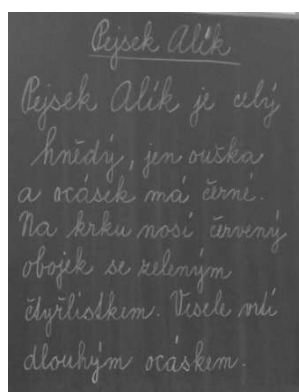 Pejsek Alík
Pejsek Alík je celý
hnědý, jen ouška
a ocásek má černé.
Na krku nosí červený
obojek se zeleným
čtyřlístkem. Vesele vrtí
dlouhým ocáskem.